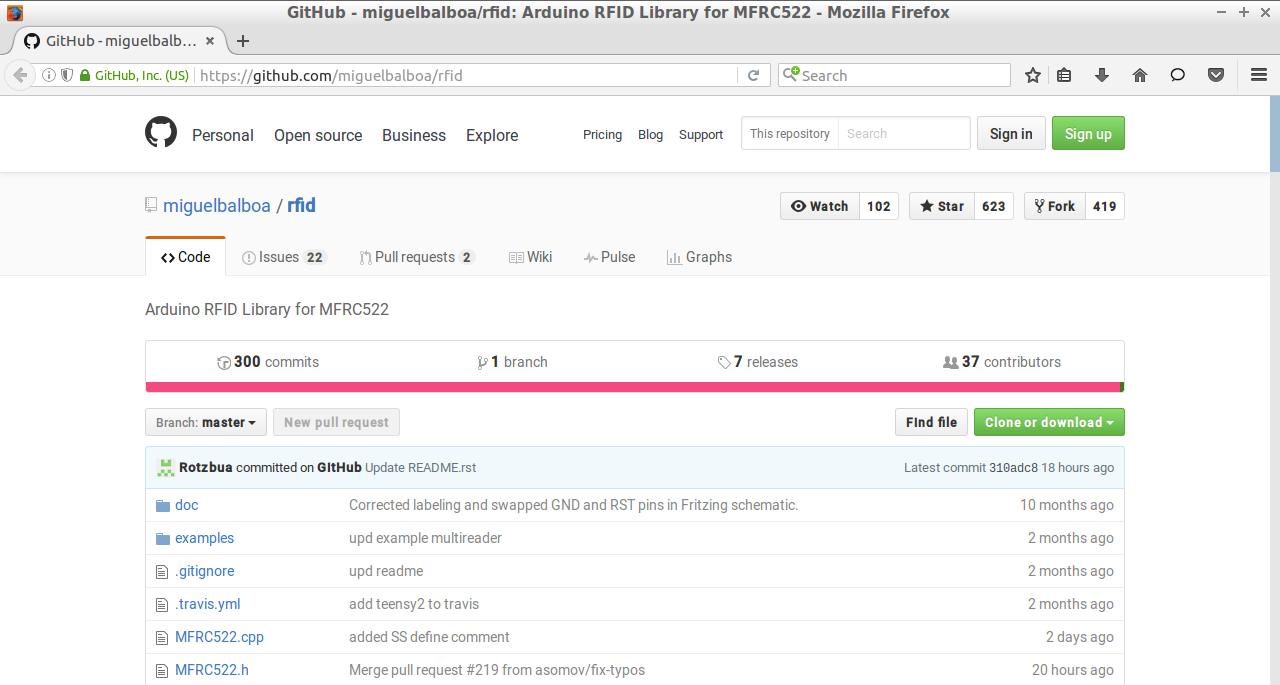 GitHub - miguelbalboa/rfid: Arduino RFID Library for MFRC522 - Mozilla Firefox
GitHub - miguelbalb...
GitHub, Inc. (US) https://github.com/miguelbalboa/rfid Search
Personal Open source Business Explore Pricing Blog Support This repository Search Sign in Sign up
miguelbalboa / rfid Watch 102 Star 623 Fork 419
Code Issues 22 Pull requests 2 Wiki Pulse Graphs
Arduino RFID Library for MFRC522
300 commits 1 branch 7 releases 37 contributors
Branch: master New pull request Find file Clone or download
Rotzbua committed on GitHub Update README.rst Latest commit 310adc8 18 hours ago
doc Corrected labeling and swapped GND and RST pins in Fritzing schematic. 10 months ago
examples upd example multireader 2 months ago
.gitignore upd readme 2 months ago
.travis.yml add teensy2 to travis 2 months ago
MFRC522.cpp added SS define comment 2 days ago
MFRC522.h Merge pull request #219 from asomov/fix-typos 20 hours ago